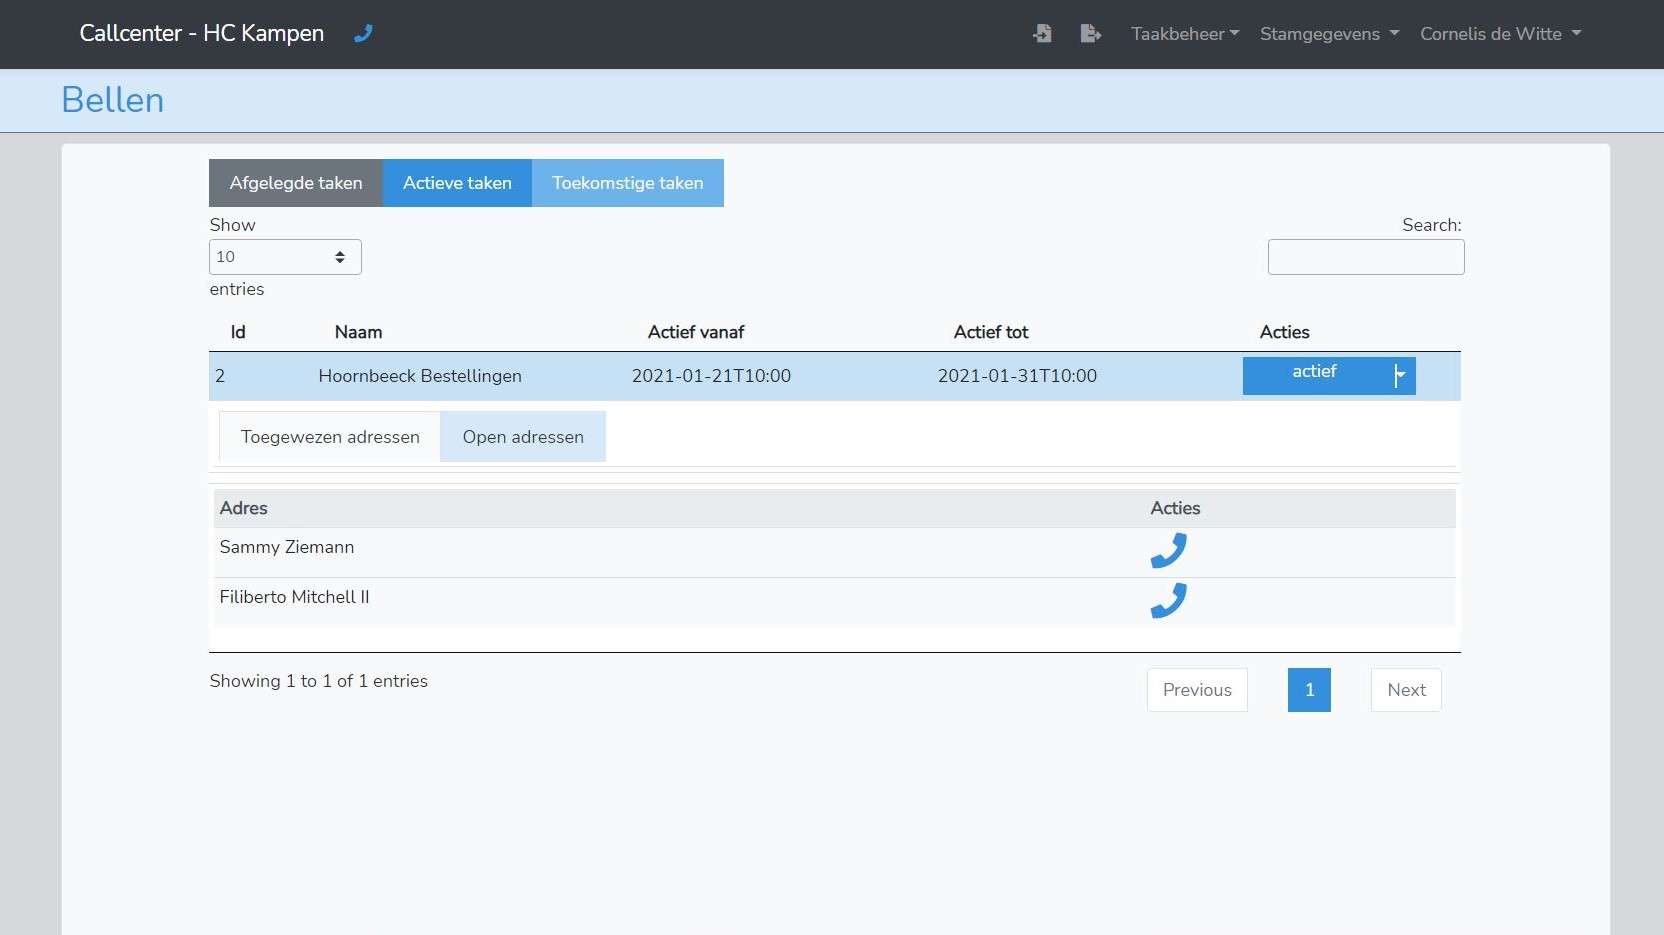 Callcenter - HC Kampen Taakbeheer Stamgegevens Cornelis de Witte
Bellen
Afgelegde taken Actieve taken Toekomstige taken
Show Search:
10
entries
Id Naam Actief vanaf Actief tot Acties
2 Hoornbeeck Bestellingen 2021-01-21T10:00 2021-01-31T10:00 actief
Toegewezen adressen Open adressen
Adres Acties
Sammy Ziemann
Filiberto Mitchell II
Showing 1 to 1 of 1 entries Previous 1 Next